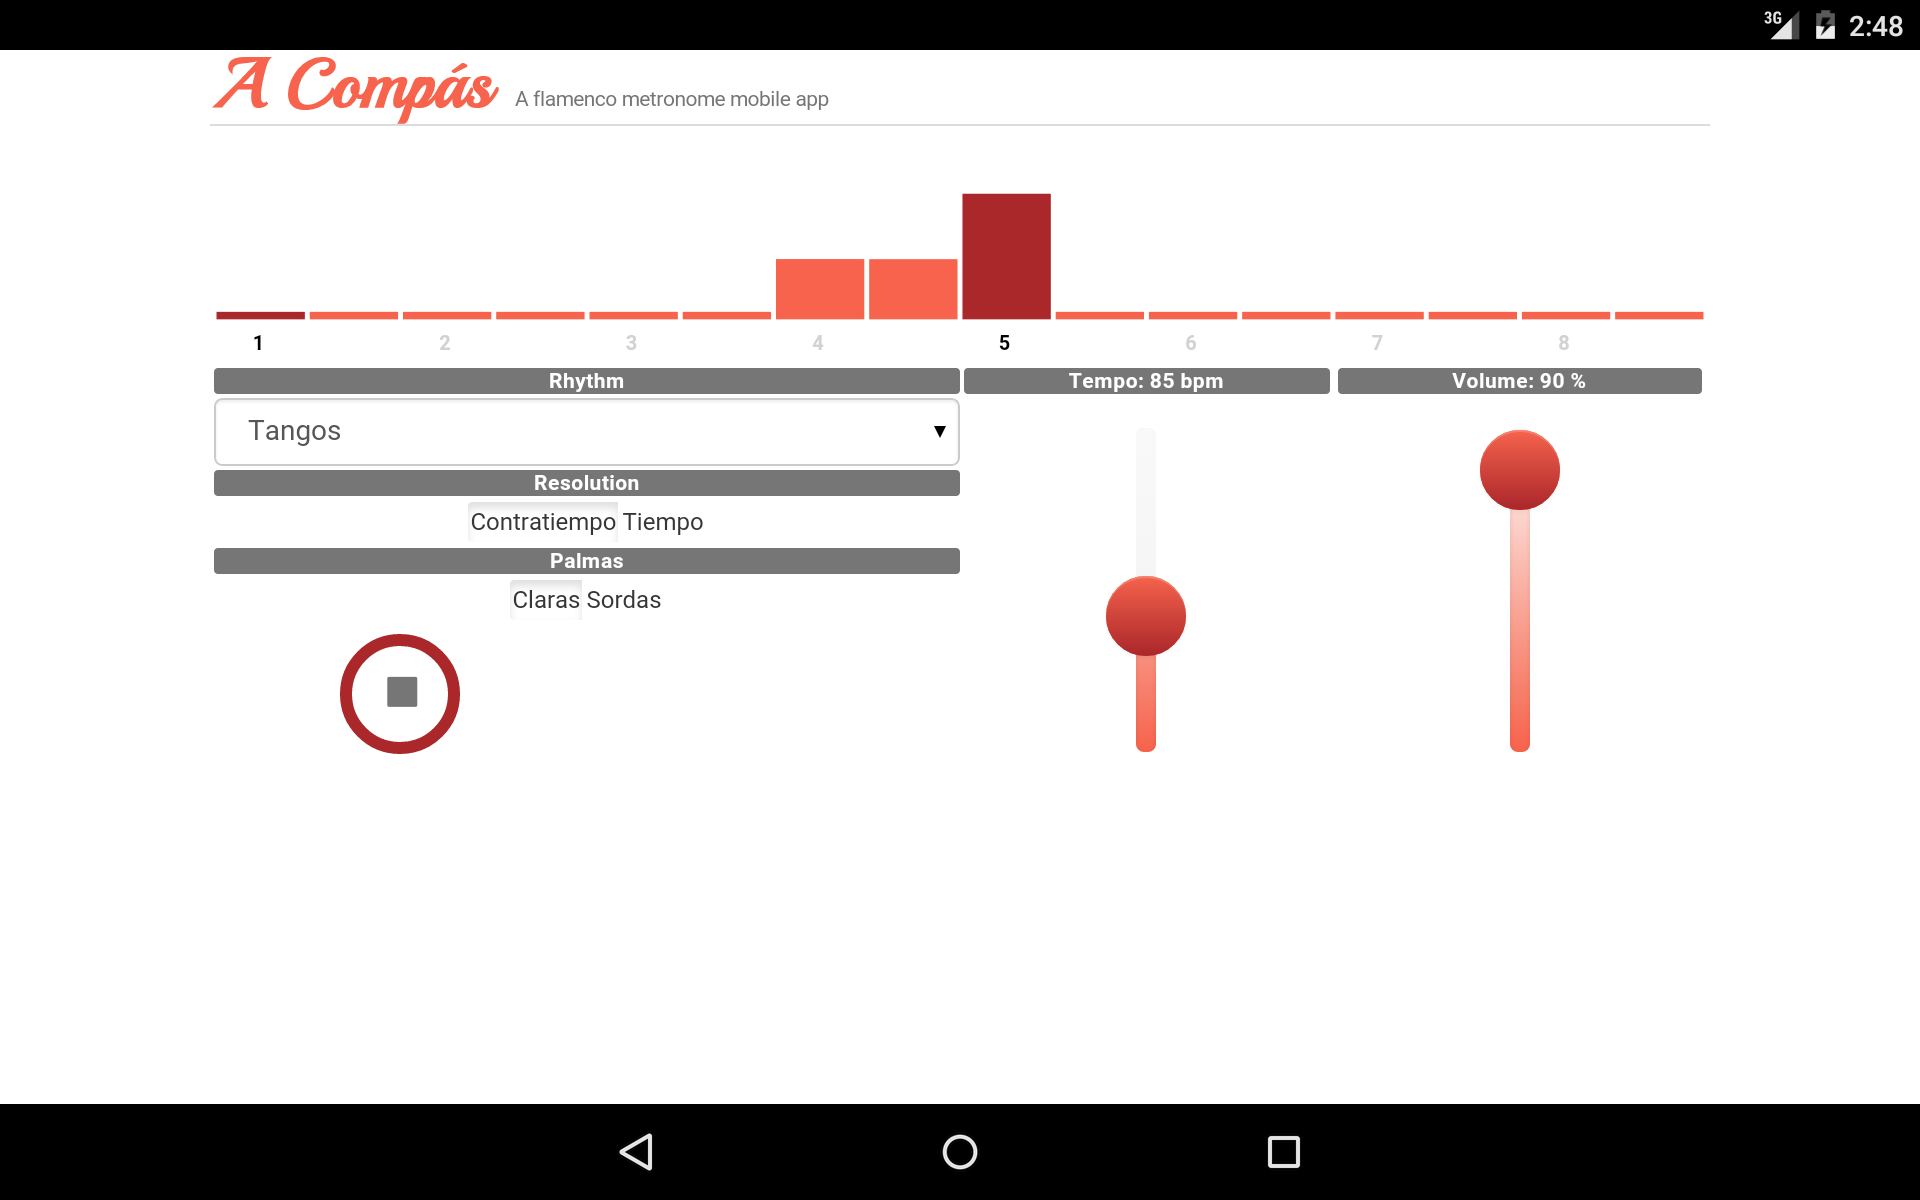 3G 2:48
A Compás A flamenco metronome mobile app
1 2 3 4 5 6 7 8
Rhythm Tempo: 85 bpm Volume: 90 %
Tangos
Resolution
Contratiempo Tiempo
Palmas
Claras Sordas